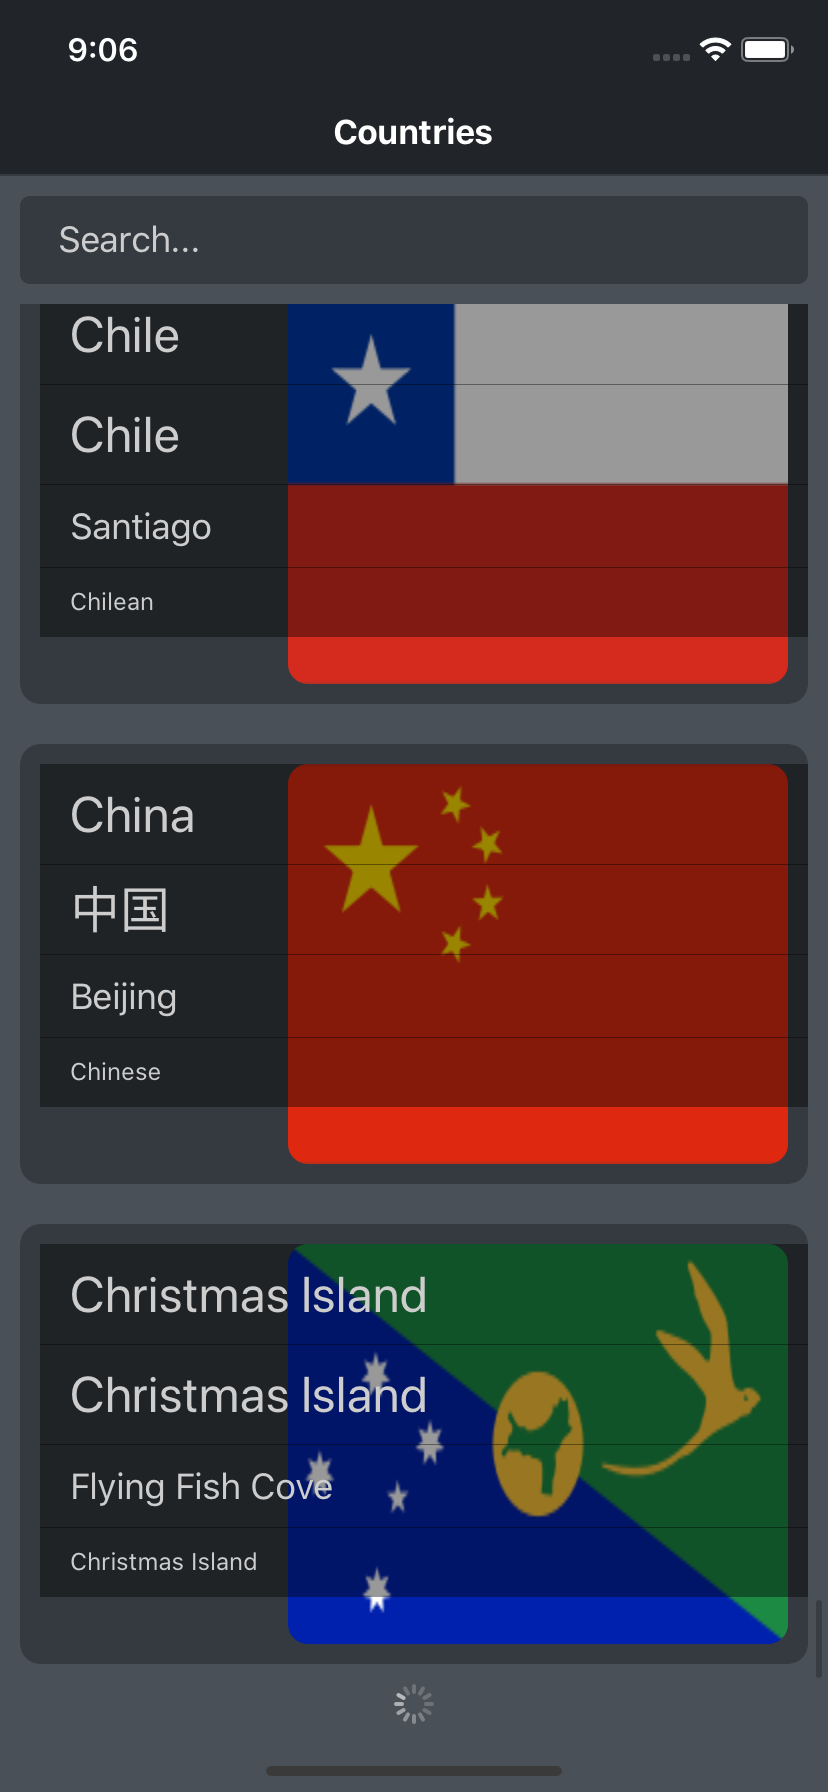 9:06
Countries
Search...
Chile
Chile
Santiago
Chilean
China
中国
Beijing
Chinese
Christmas Island
Christmas Island
Flying Fish Cove
Christmas Island